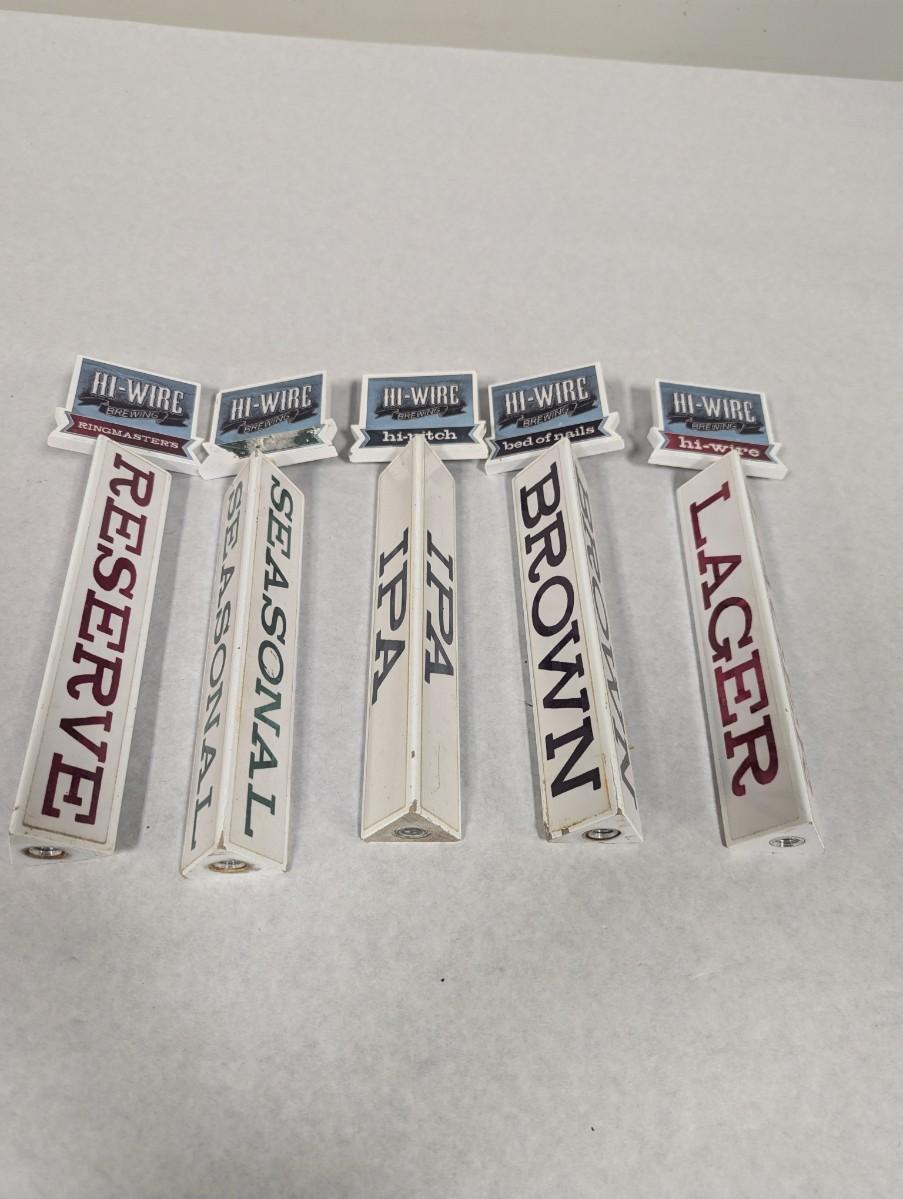 HI-WIRE
BREWING
RINGMASTER'S
RESERVE
HI-WIRE
BREWING
SEASONAL
SEASONAL
HI-WIRE
BREWING
hi-pitch
IPA
IPA
HI-WIRE
BREWING
bed of nails
BROWN
BROWN
HI-WIRE
BREWING
hi-wire
LAGER